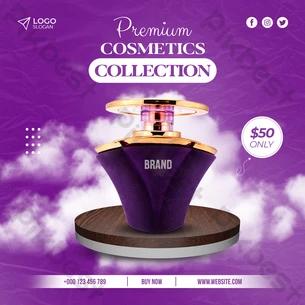 LOGO
SLOGAN
Premium
COSMETICS
COLLECTION
$50
ONLY
BRAND
+000 123 456 789
BUY NOW
WWW.WEBSITE.COM